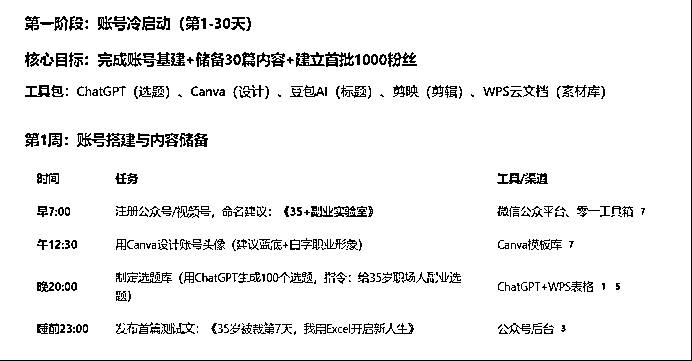 第一阶段：账号冷启动（第1-30天）
核心目标：完成账号基建+储备30篇内容+建立首批1000粉丝
工具包：ChatGPT（选题）、Canva（设计）、豆包AI（标题）、剪映（剪辑）、WPS云文档（素材库）
第1周：账号搭建与内容储备
时间 任务 工具/渠道
早7:00 注册公众号/视频号，命名建议：《35+副业实验室》 微信公众平台、零一工具箱 7
午12:30 用Canva设计账号头像（建议蓝底+白字职业形象） Canva模板库 7
晚20:00 制定选题库（用ChatGPT生成100个选题，指令：给35岁职场人副业选
题） ChatGPT+WPS表格 1 5
睡前23:00 发布首篇测试文：《35岁被裁第7天，我用Excel开启新人生》 公众号后台 3